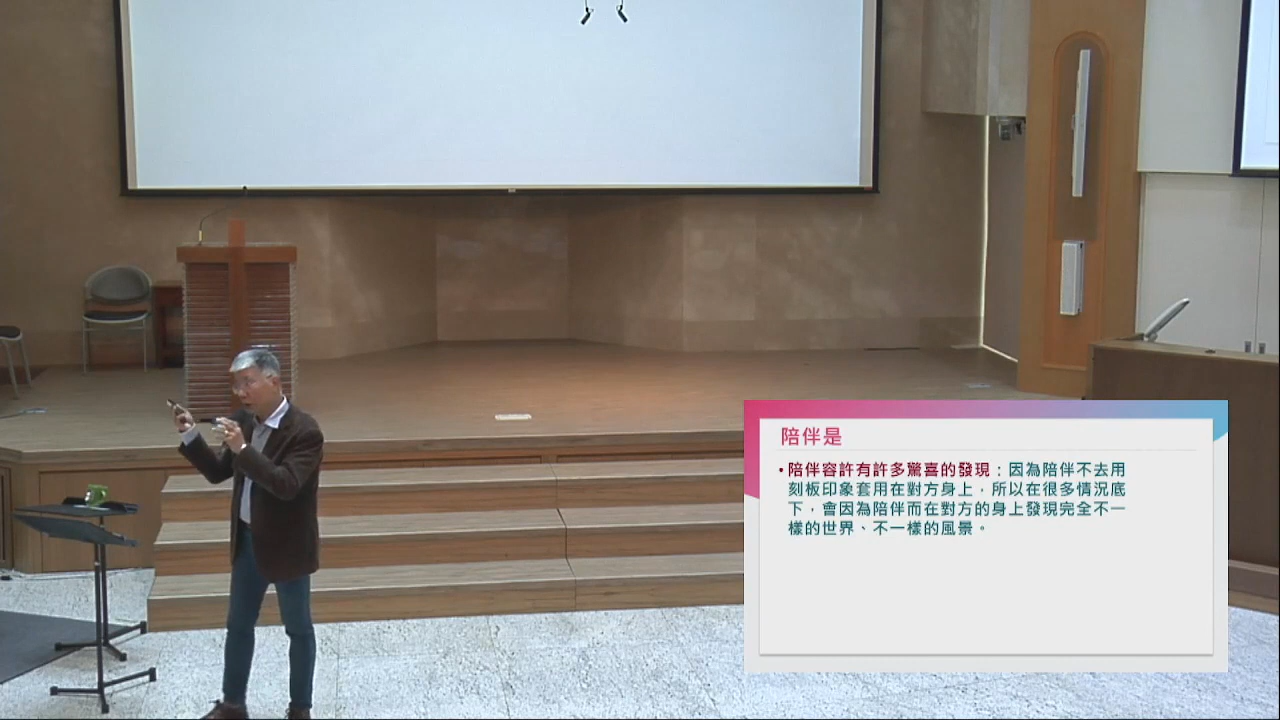 陪伴是
•陪伴容許有許多驚喜的發現：因為陪伴不去用
刻板印象套用在對方身上，所以在很多情況底
下，會因為陪伴而在對方的身上發現完全不一
樣的世界、不一樣的風景。